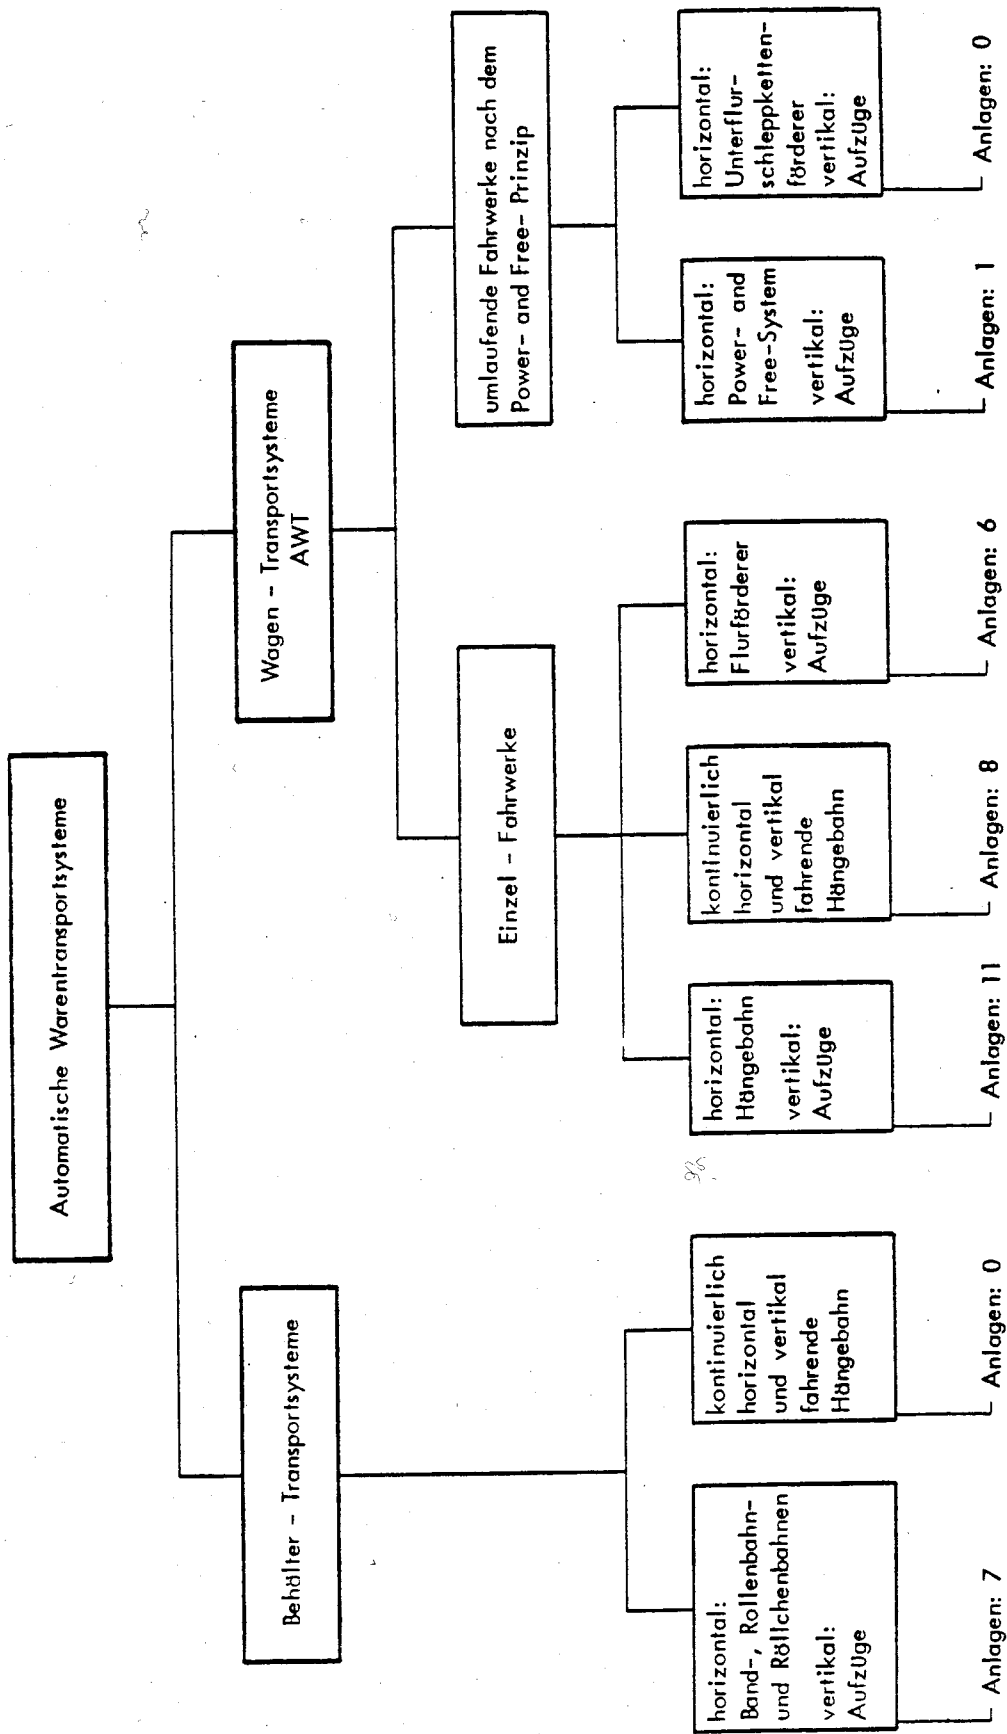 Automatische Warentransportsysteme
Behälter - Transportsysteme
Wagen - Transportsysteme
AWT
Einzel - Fahrwerke
umlaufende Fahrwerke nach dem
Power- and Free- Prinzip
horizontal:
Band-, Rollenbahn-
und Röllchenbahnen
vertikal:
Aufzüge
kontinuierlich
horizontal
und vertikal
fahrende
Hängebahn
horizontal:
Hängebahn
vertikal:
Aufzüge
kontinuierlich
horizontal
und vertikal
fahrende
Hängebahn
horizontal:
Flurförderer
vertikal:
Aufzüge
horizontal:
Power- and
Free-System
vertikal:
Aufzüge
horizontal:
Unterflur-
schleppketten-
förderer
vertikal:
Aufzüge
Anlagen: 7
Anlagen: 0
Anlagen: 11
Anlagen: 8
Anlagen: 6
Anlagen: 1
Anlagen: 0